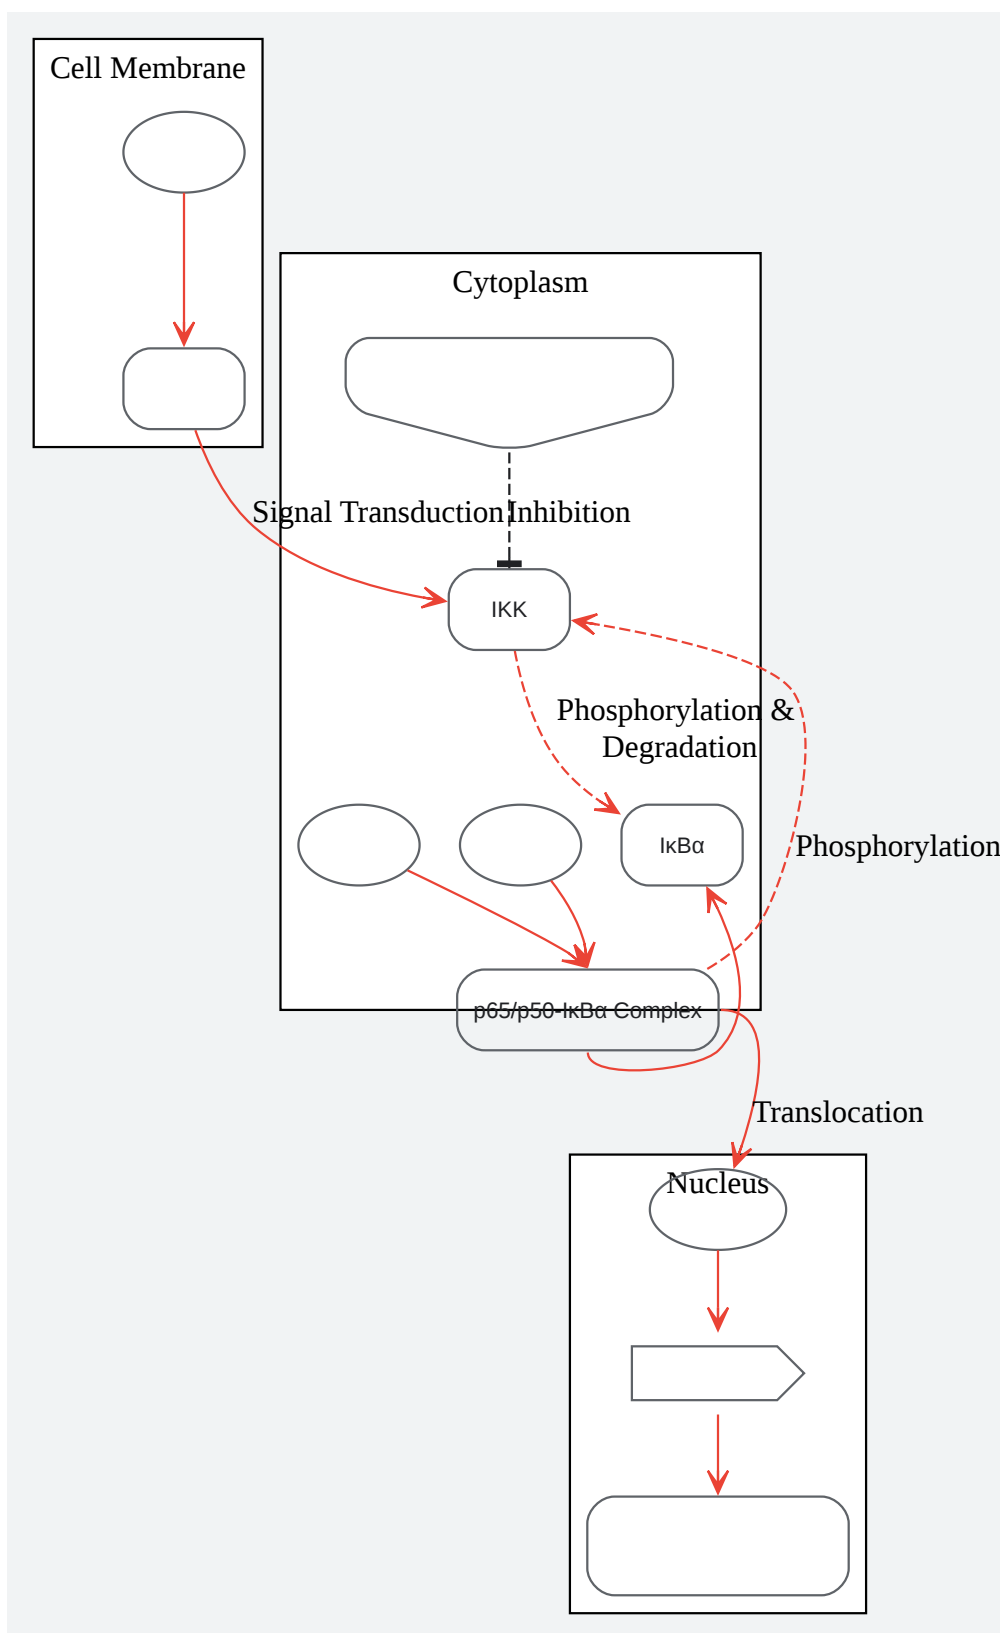 Cell Membrane
Cytoplasm
Signal Transduction
Inhibition
IKK
Phosphorylation &
Degradation
IκBα
Phosphorylation
p65/p50-IκBα Complex
Translocation
Nucleus